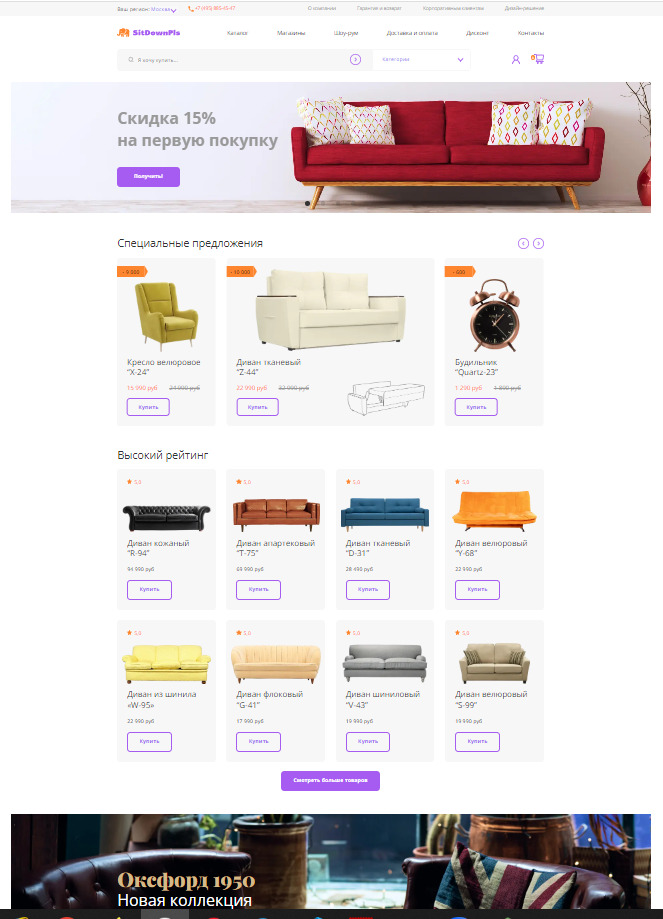 Ваш регион: Москва
+7 (495) 885-45-47
О компании
Гарантия и возврат
Корпоративным клиентам
Дизайн-решения
SitDownPls
Каталог
Магазины
Шоу-рум
Доставка и оплата
Дисконт
Контакты
Я хочу купить...
Категория
Скидка 15%
на первую покупку
Получить!
Специальные предложения
- 9 000
- 10 000
- 600
Кресло велюровое
“X-24”
15 990 руб 24 990 руб
Купить
Диван тканевый
“Z-44”
22 990 руб 32 990 руб
Купить
Будильник
“Quartz-23”
1 290 руб 1 890 руб
Купить
Высокий рейтинг
5,0
Диван кожаный
“R-94”
94 990 руб
Купить
5,0
Диван апартековый
“T-75”
69 990 руб
Купить
5,0
Диван тканевый
“D-31”
28 490 руб
Купить
5,0
Диван велюровый
“Y-68”
22 990 руб
Купить
5,0
Диван из шинила
«W-95»
22 990 руб
Купить
5,0
Диван флоковый
“G-41”
17 990 руб
Купить
5,0
Диван шиниловый
“V-43”
19 990 руб
Купить
5,0
Диван велюровый
“S-99”
19 990 руб
Купить
Смотреть больше товаров
Оксфорд 1950
Новая коллекция